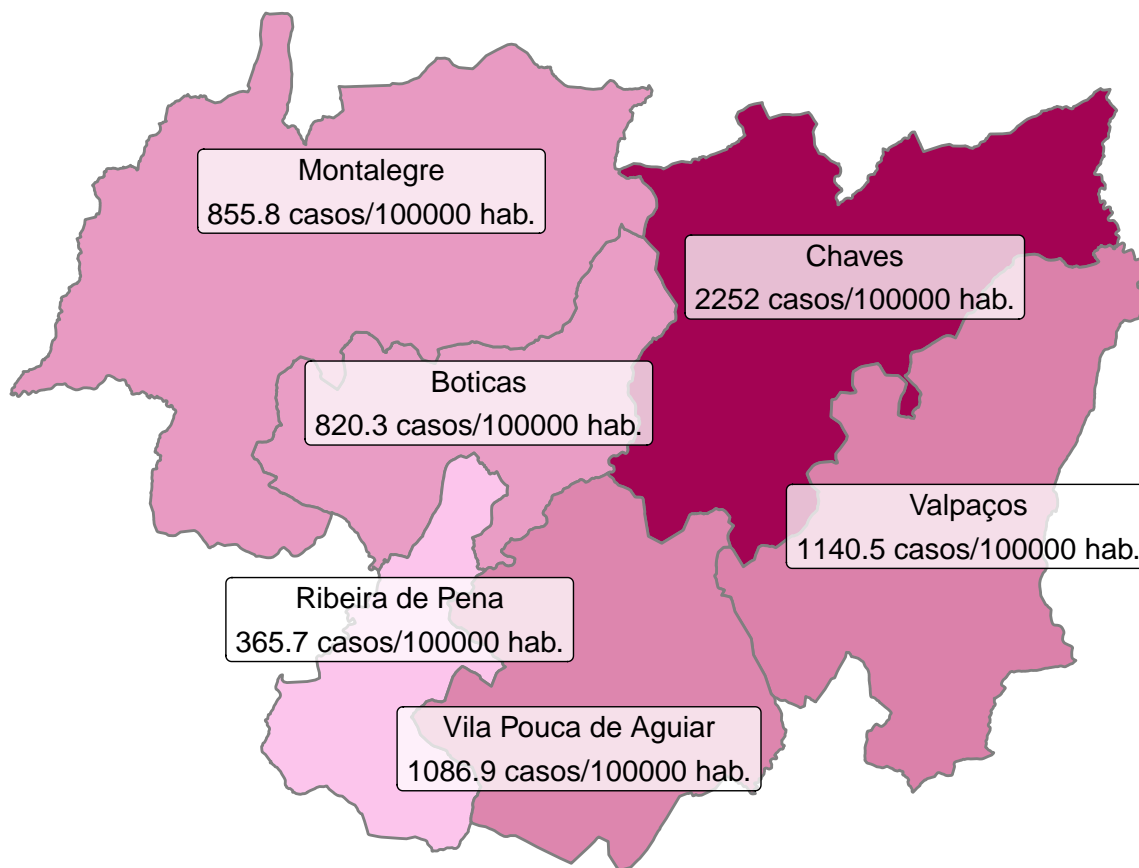 Montalegre
855.8 casos/100000 hab.
Chaves
2252 casos/100000 hab.
Boticas
820.3 casos/100000 hab.
Valpaços
1140.5 casos/100000 hab.
Ribeira de Pena
365.7 casos/100000 hab.
Vila Pouca de Aguiar
1086.9 casos/100000 hab.